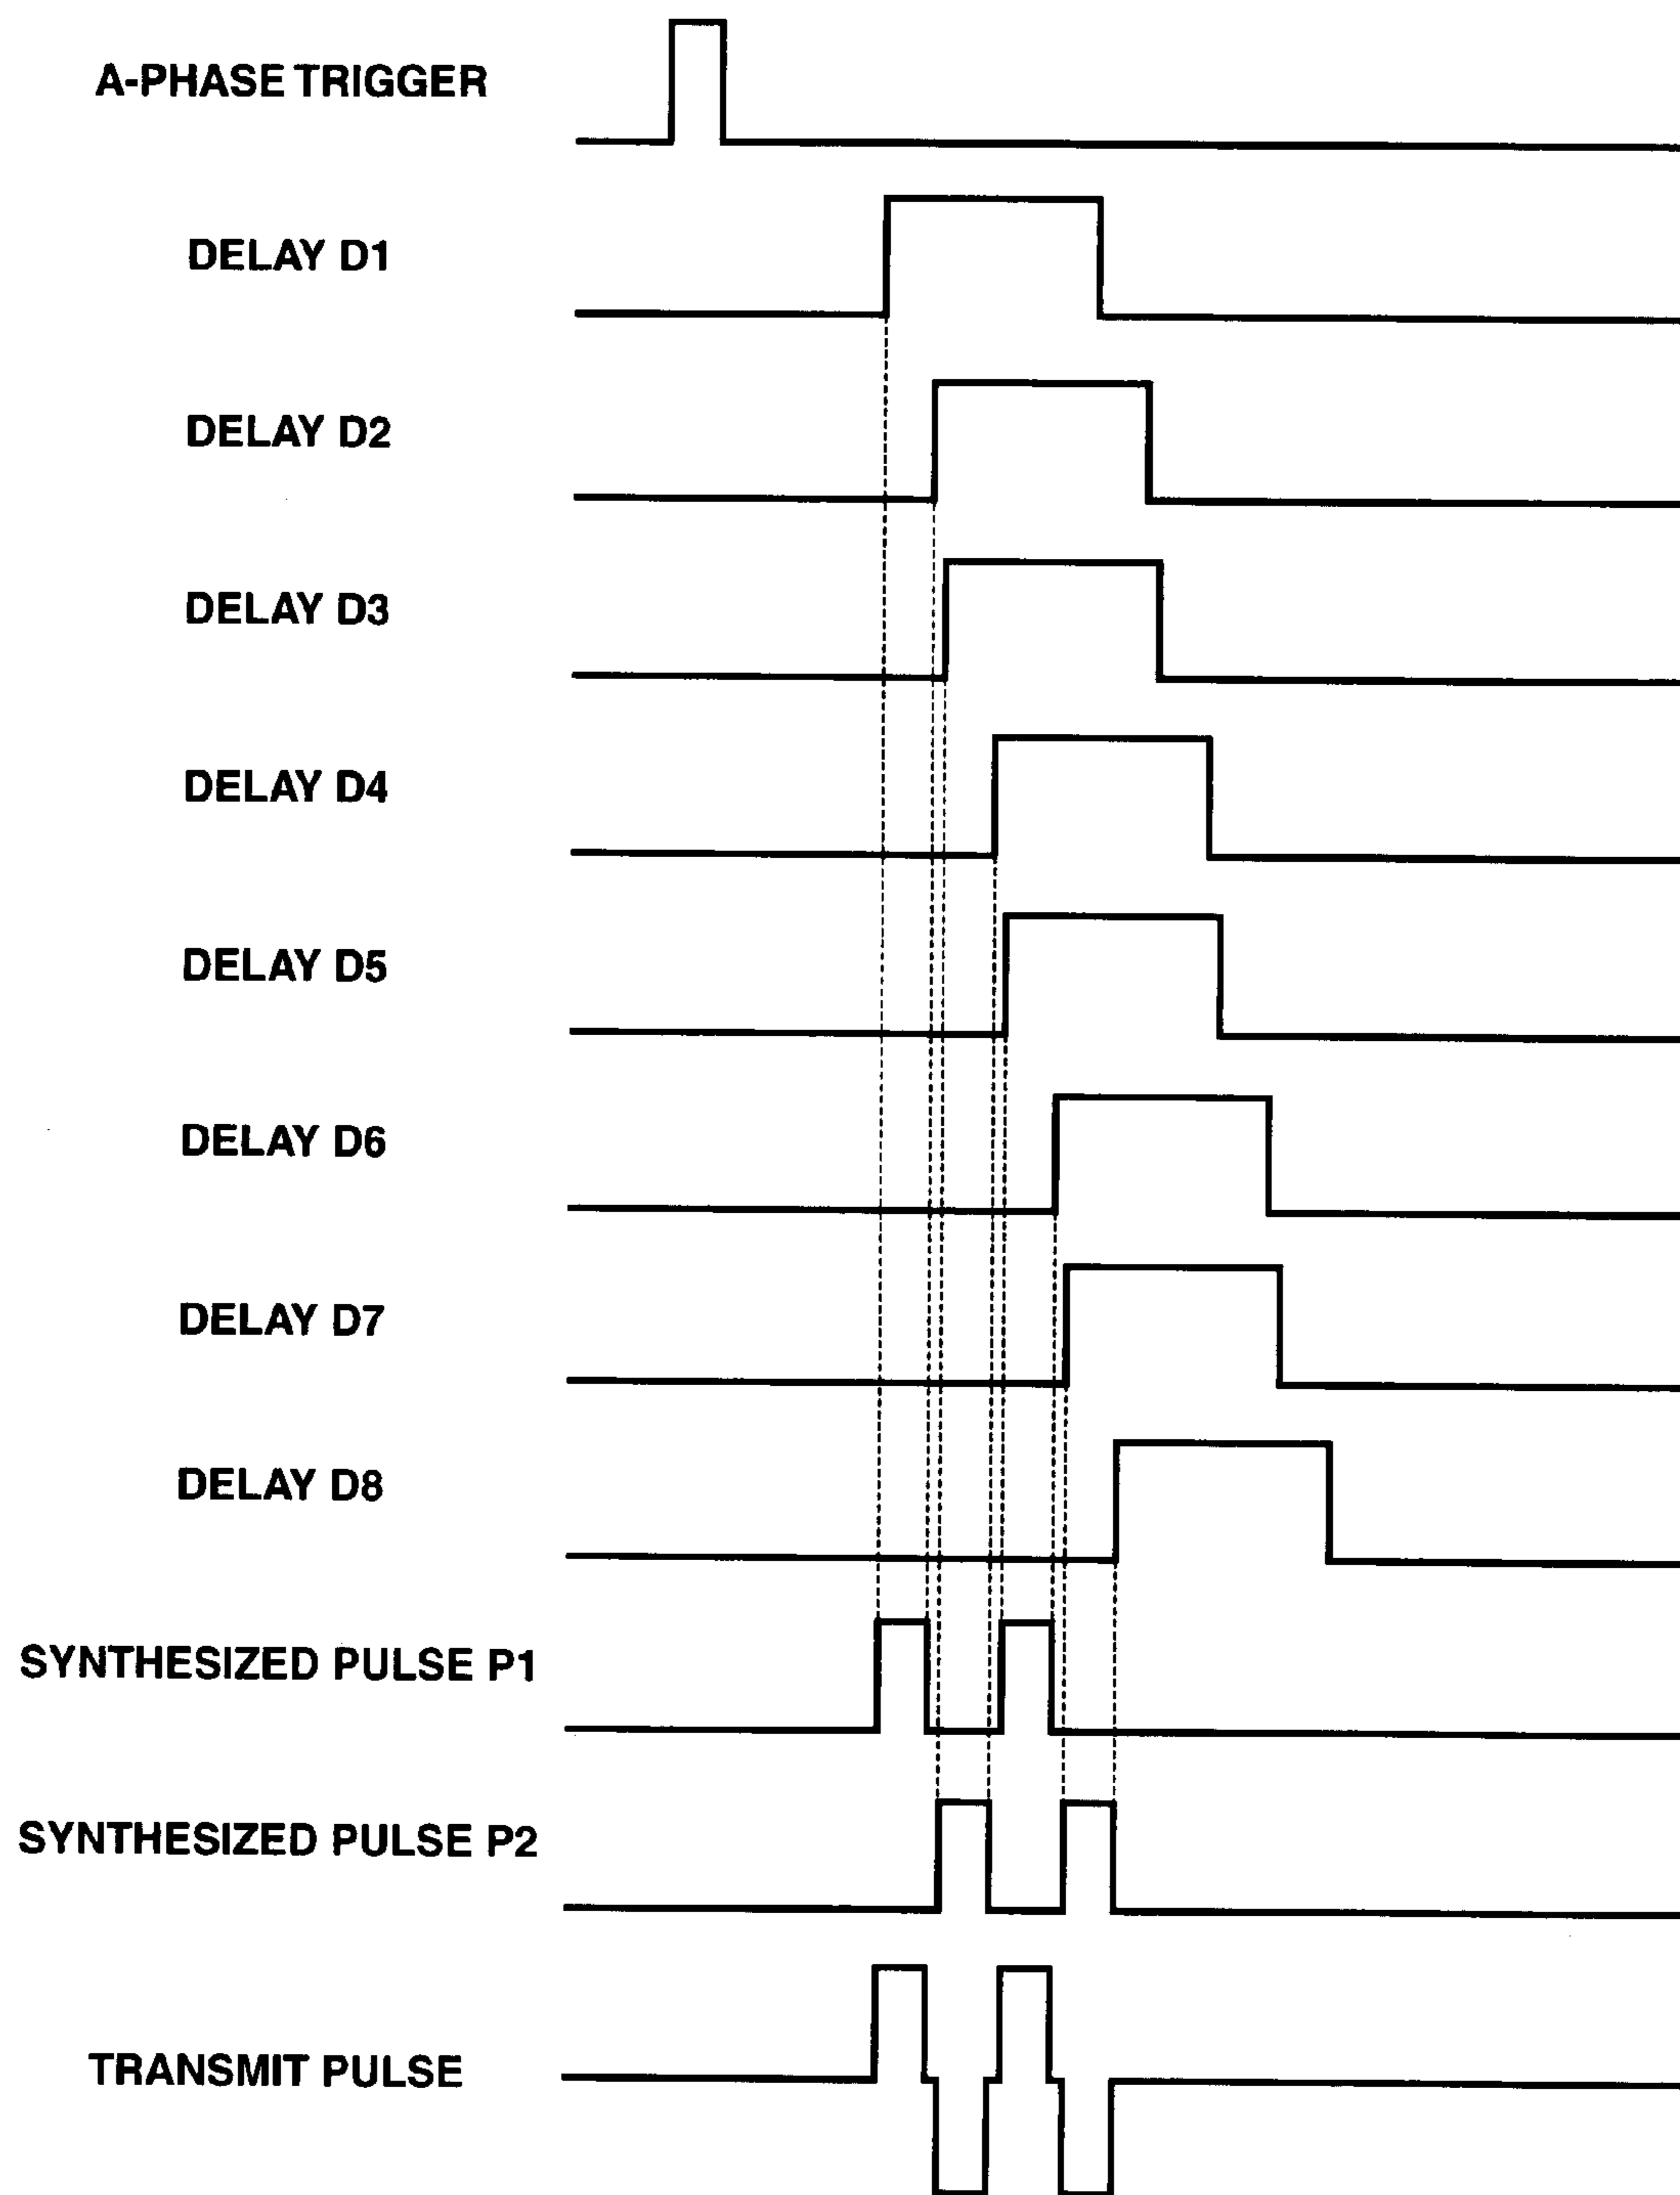 A-PHASE TRIGGER
DELAY D1
DELAY D2
DELAY D3
DELAY D4
DELAY D5
DELAY D6
DELAY D7
DELAY D8
SYNTHESIZED PULSE P1
SYNTHESIZED PULSE P2
TRANSMIT PULSE